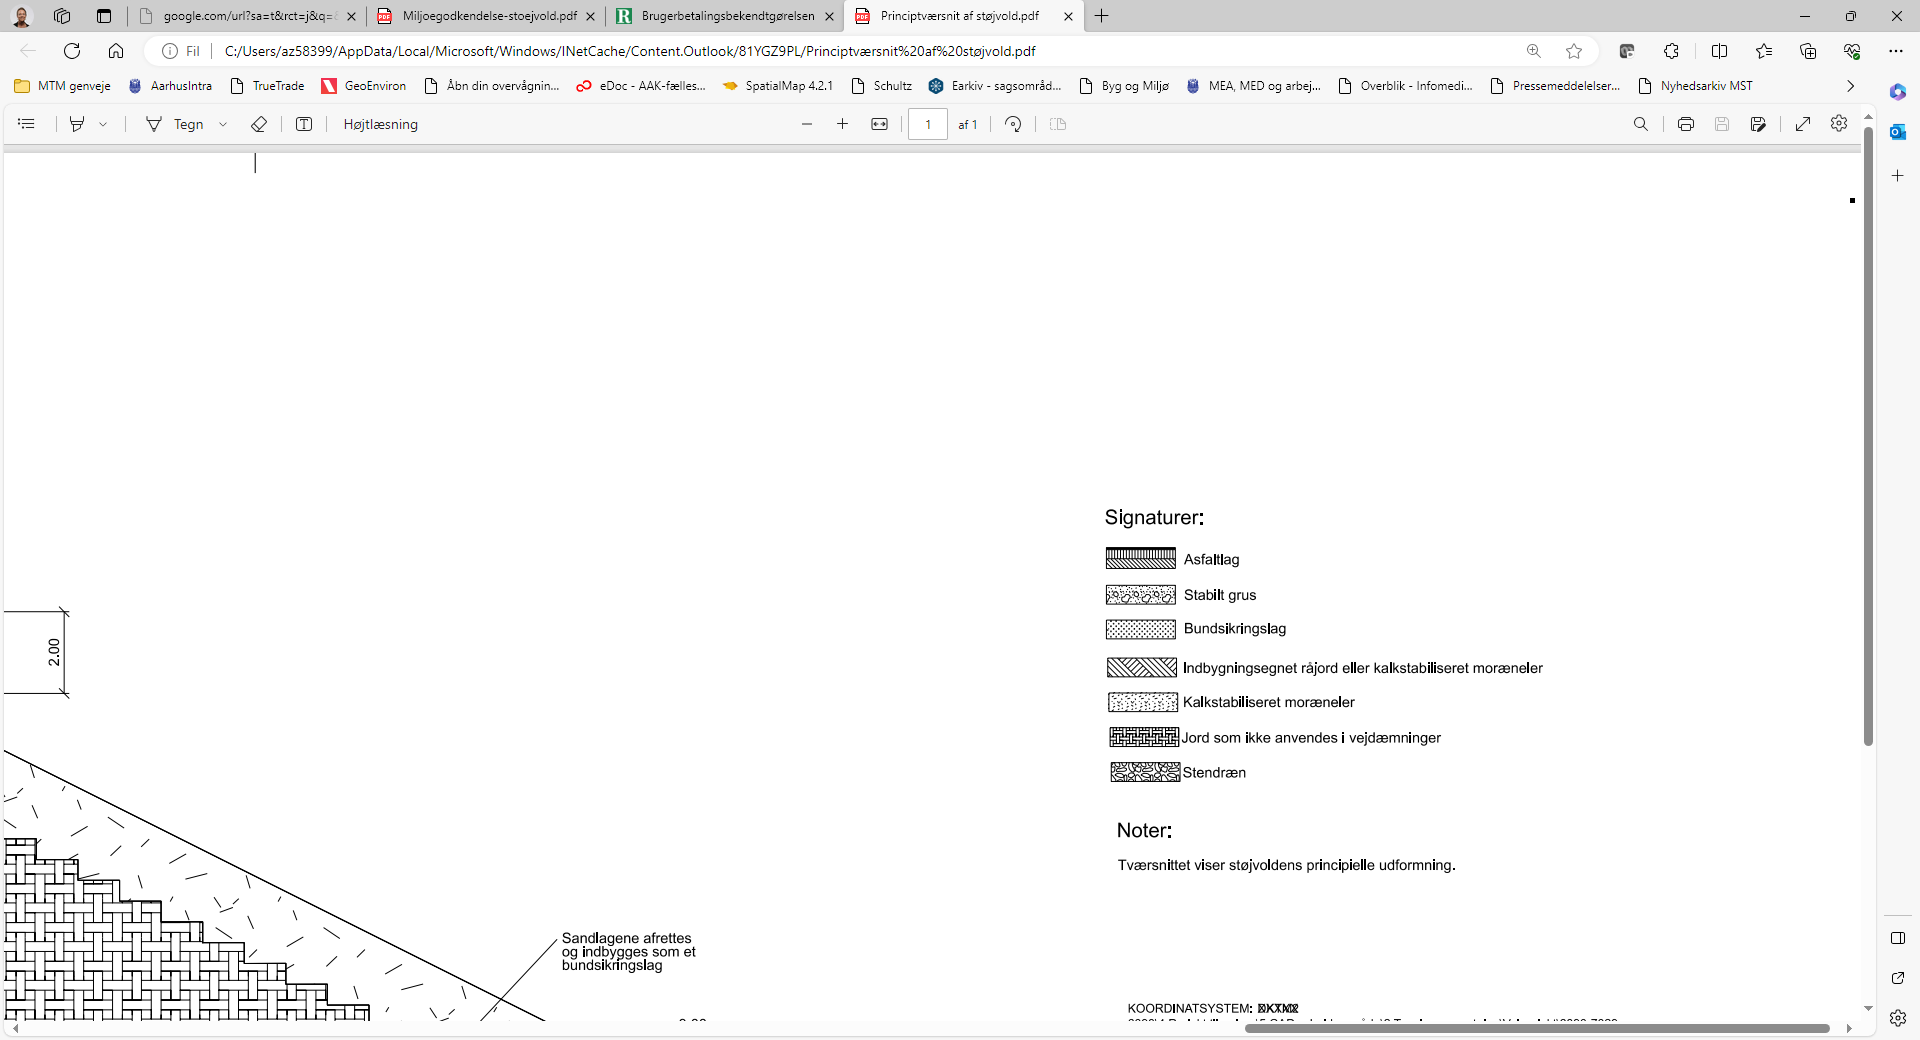 google.com/url?sa=t&rct=j&q=
Miljoegodkendelse-stoejvold.pdf
Brugerbetalingsbekendtgørelsen
Principtværsnit af støjvold.pdf
Fil
C:/Users/az58399/AppData/Local/Microsoft/Windows/INetCache/Content.Outlook/81YGZ9PL/Principtværsnit%20af%20støjvold.pdf
MTM genveje
AarhusIntra
TrueTrade
GeoEnviron
Åbn din overvågnin...
eDoc - AAK-fælles...
SpatialMap 4.2.1
Schultz
Earkiv - sagsområd...
Byg og Miljø
MEA, MED og arbej...
Overblik - Infomedi...
Pressemeddelelser...
Nyhedsarkiv MST
Tegn
Højtlæsning
1
af 1
Signaturer:
Asfaltlag
Stabilt grus
Bundsikringslag
Indbygningsegnet råjord eller kalkstabiliseret moræneler
Kalkstabiliseret moræneler
Jord som ikke anvendes i vejdæmninger
Stendræn
2.00
Noter:
Tværsnittet viser støjvoldens principielle udformning.
Sandlagene afrettes
og indbygges som et
bundsikringslag
KOORDINATSYSTEM: